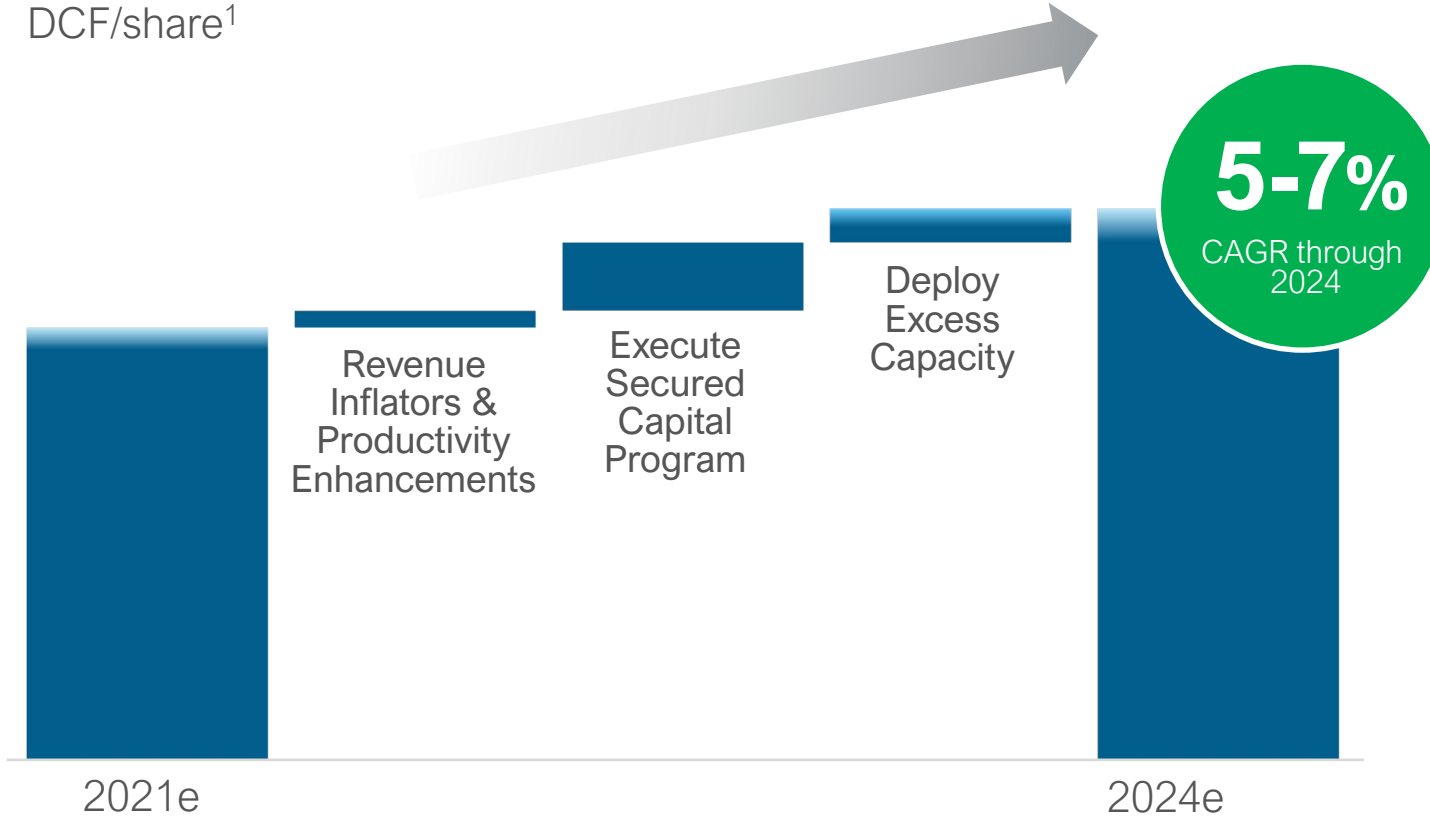 DCF/share¹
5-7%
CAGR through
2024
Revenue
Inflators &
Productivity
Enhancements
Execute
Secured
Capital
Program
Deploy
Excess
Capacity
2021e
2024e